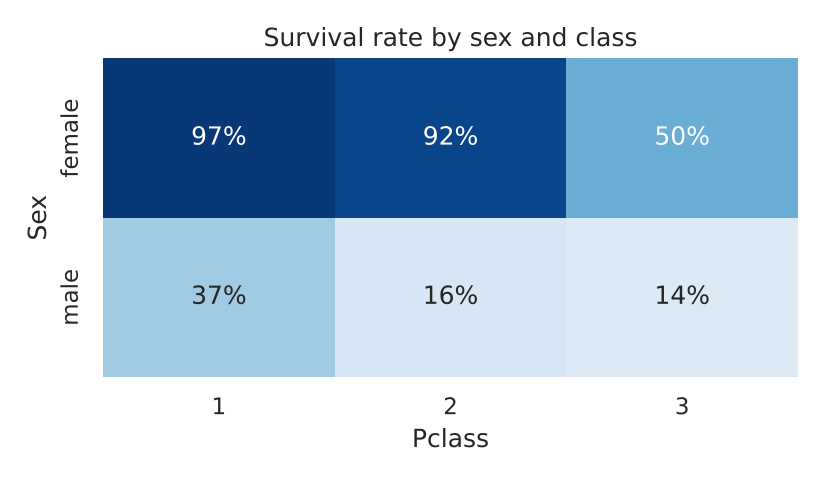 Survival rate by sex and class
Sex
female
97%
92%
50%
male
37%
16%
14%
1
2
3
Pclass